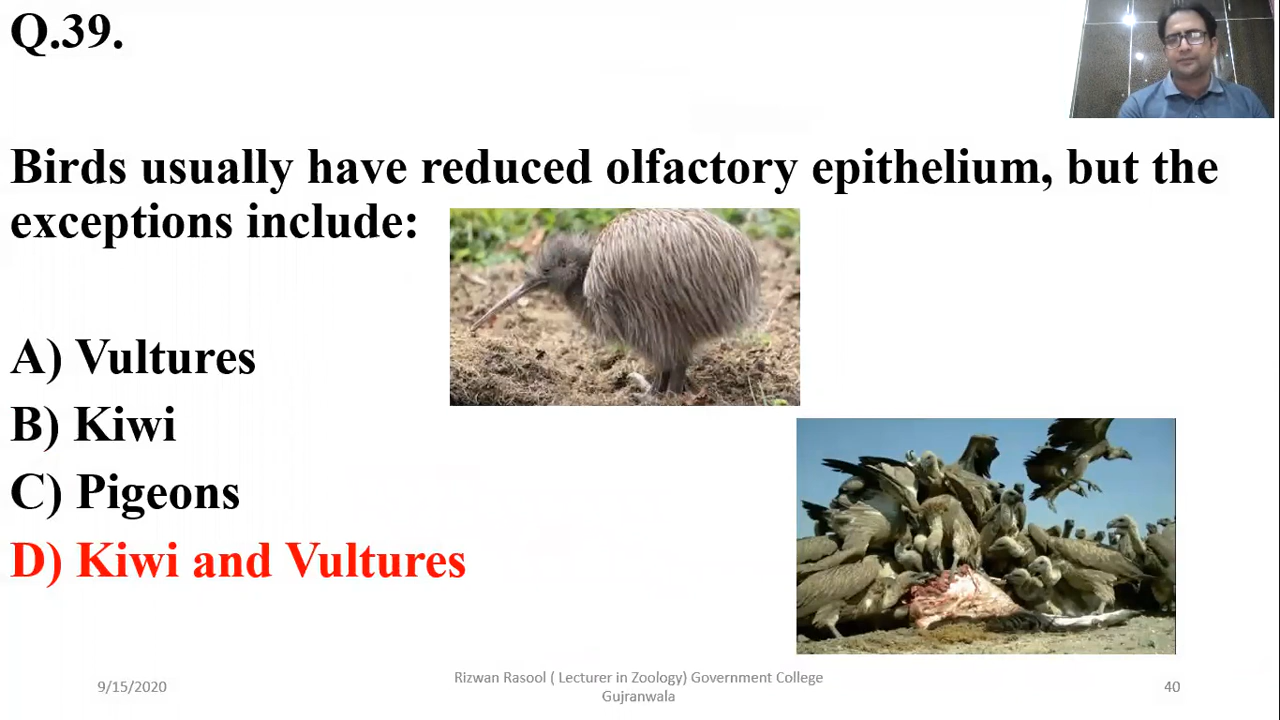 Q.39.
Birds usually have reduced olfactory epithelium, but the
exceptions include:
A) Vultures
B) Kiwi
C) Pigeons
D) Kiwi and Vultures
9/15/2020
Rizwan Rasool ( Lecturer in Zoology) Government College
Gujranwala
40